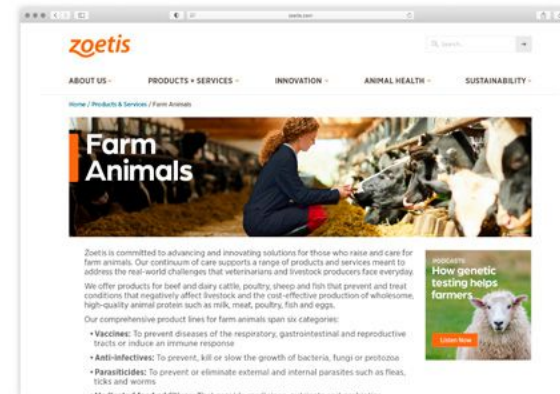 zoetis.com
zoetis
Search...
ABOUT US PRODUCTS + SERVICES INNOVATION ANIMAL HEALTH SUSTAINABILITY
Home / Products & Services / Farm Animals
Farm
Animals
Zoetis is committed to advancing and innovating solutions for those who raise and care for
farm animals. Our continuum of care supports a range of products and services meant to
address the real-world challenges that veterinarians and livestock producers face everyday.
We offer products for beef and dairy cattle, poultry, sheep and fish that prevent and treat
conditions that negatively affect livestock and the cost-effective production of wholesome,
high-quality animal protein such as milk, meat, poultry, fish and eggs.
Our comprehensive product lines for farm animals span six categories:
• Vaccines: To prevent diseases of the respiratory, gastrointestinal and reproductive
tracts or induce an immune response
• Anti-infectives: To prevent, kill or slow the growth of bacteria, fungi or protozoa
• Parasiticides: To prevent or eliminate external and internal parasites such as fleas,
ticks and worms
PODCASTS
How genetic
testing helps
farmers
Listen Now